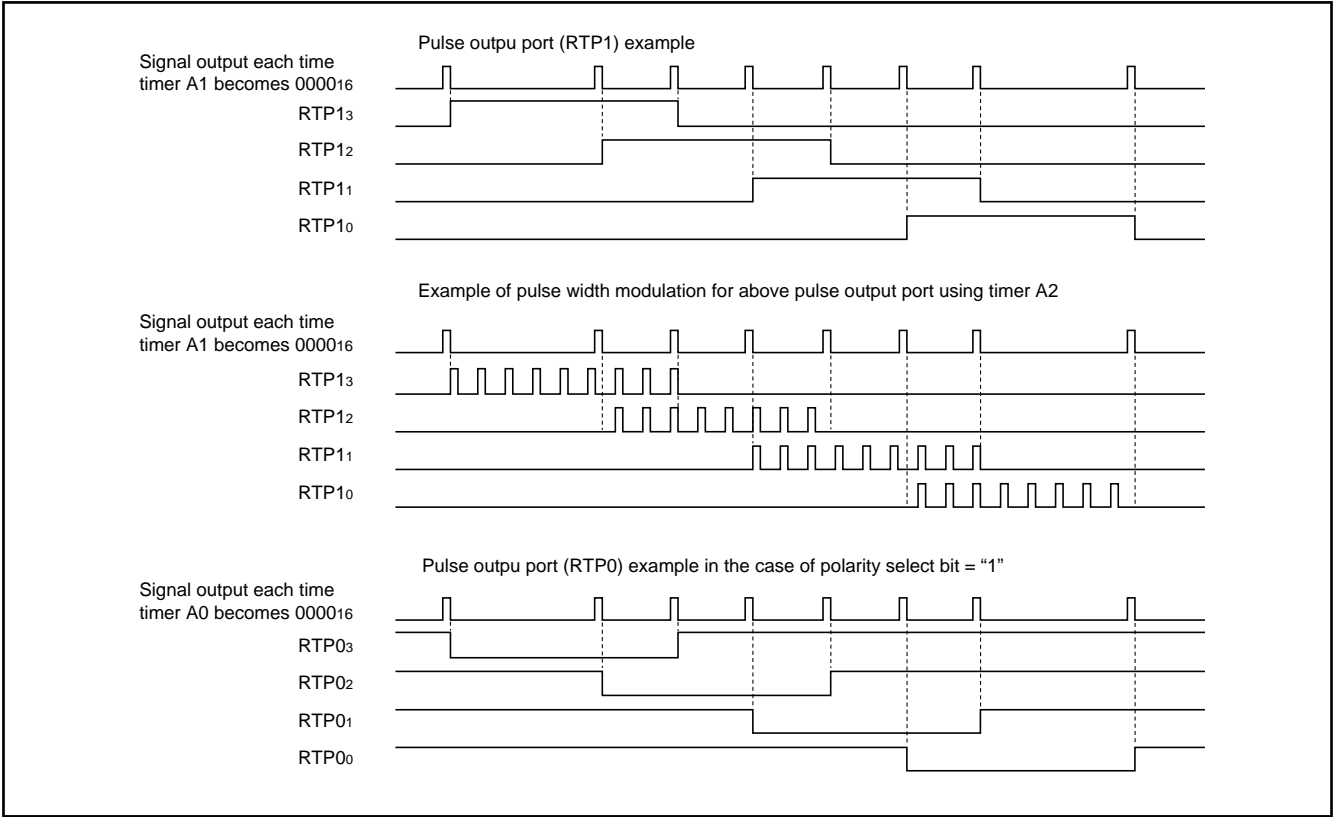 Pulse outpu port (RTP1) example
Signal output each time
timer A1 becomes 000016
RTP13
RTP12
RTP11
RTP10
Example of pulse width modulation for above pulse output port using timer A2
Signal output each time
timer A1 becomes 000016
RTP13
RTP12
RTP11
RTP10
Pulse outpu port (RTP0) example in the case of polarity select bit = “1”
Signal output each time
timer A0 becomes 000016
RTP03
RTP02
RTP01
RTP00